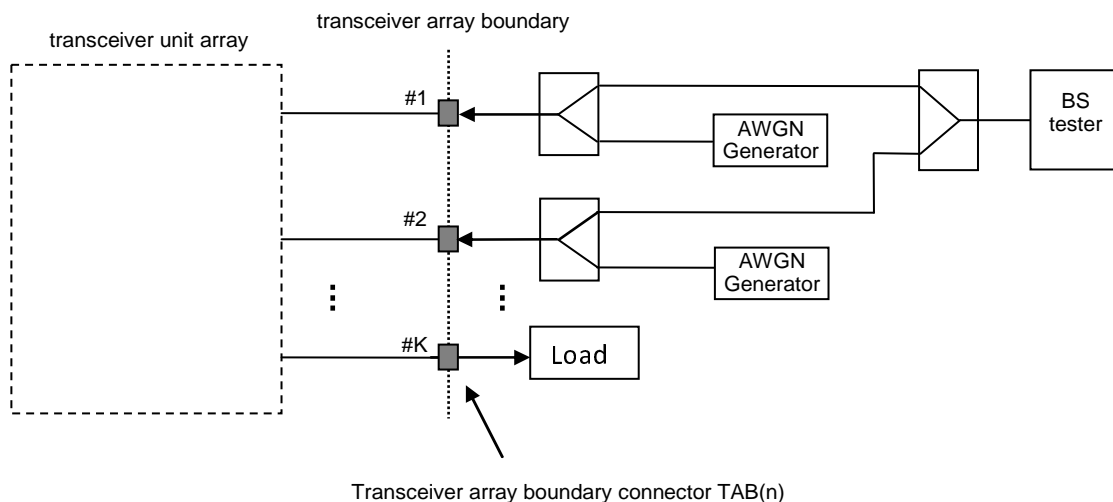 transceiver array boundary
transceiver unit array
#1
BS
tester
AWGN
Generator
#2
AWGN
Generator
#K
Load
Transceiver array boundary connector TAB(n)